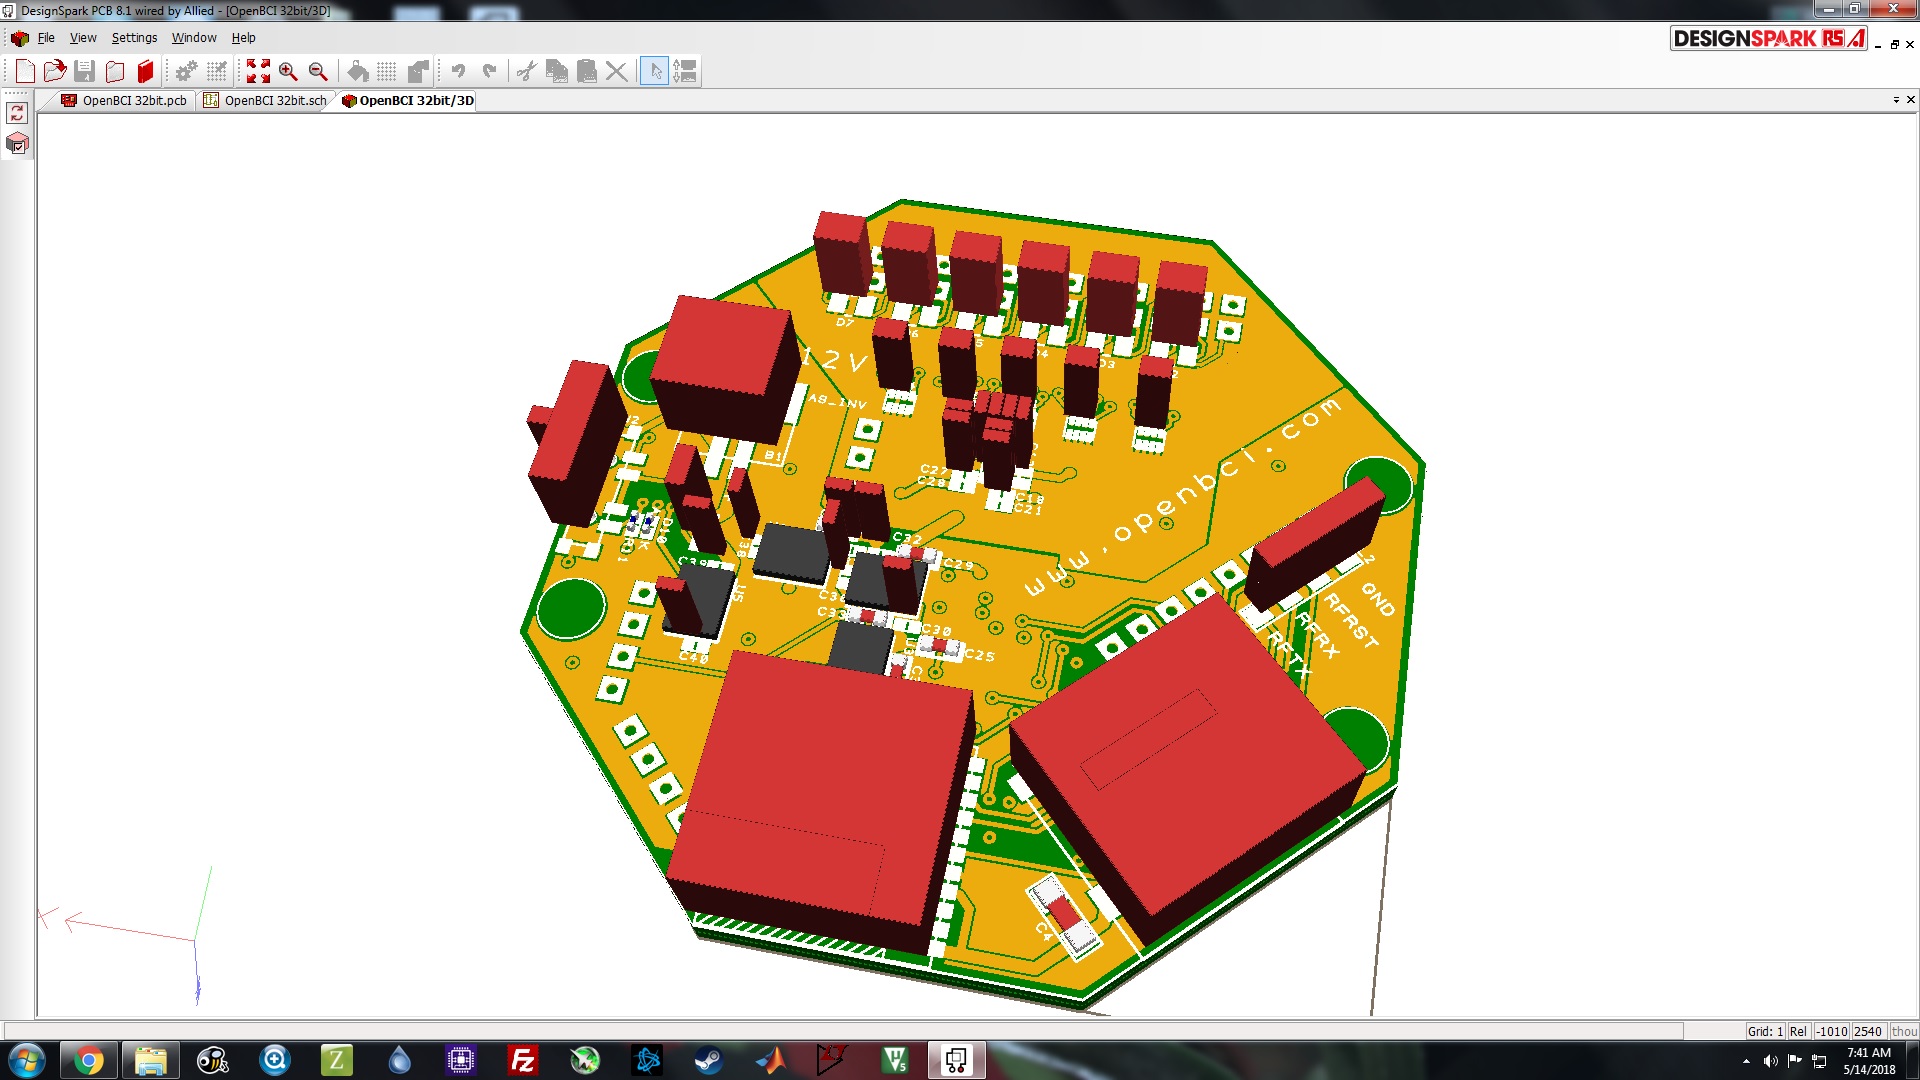 DesignSpark PCB 8.1 wired by Allied - [OpenBCI 32bit/3D]
File View Settings Window Help
DESIGNSPARK RS
OpenBCI 32bit.pcb OpenBCI 32bit.sch OpenBCI 32bit/3D
D7
12V
A9_INV
B1
C27
C28
C18
C21
www.openbci.com
C32
C29
C33
C30
C25
C40
U5
GND
RFRST
RFRX
RFTX
C4
Grid: 1 Rel -1010 2540 thou
7:41 AM
5/14/2018